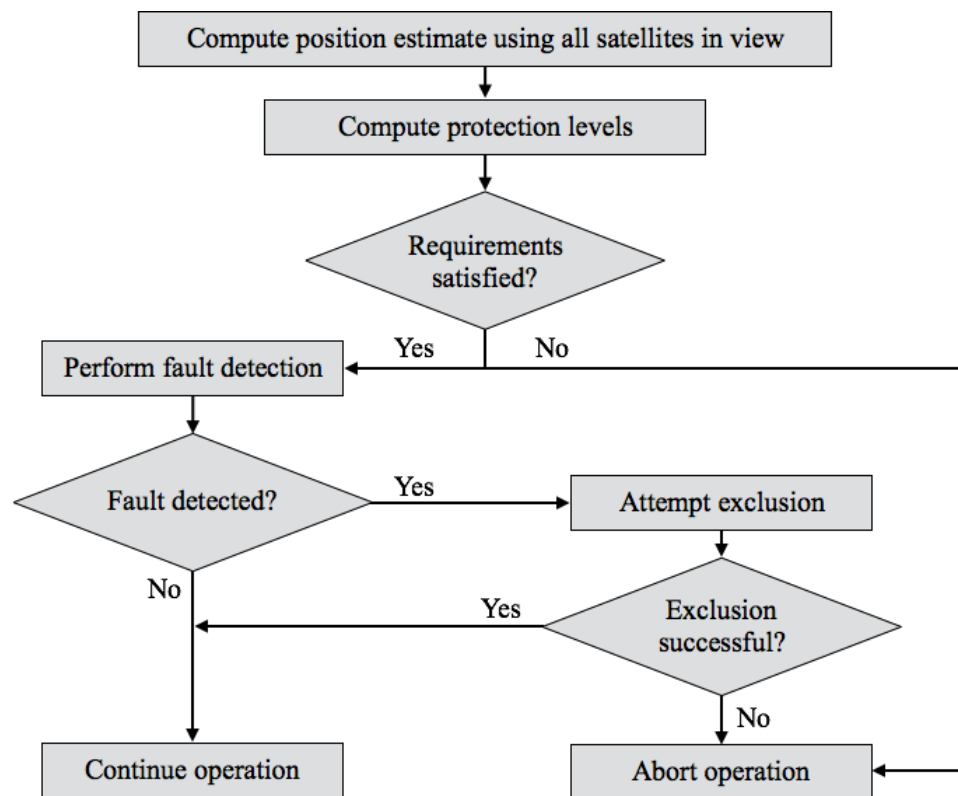 Compute position estimate using all satellites in view
Compute protection levels
Requirements
satisfied?
Yes
No
Perform fault detection
Fault detected?
Yes
Attempt exclusion
No
Yes
Exclusion
successful?
No
Continue operation
Abort operation